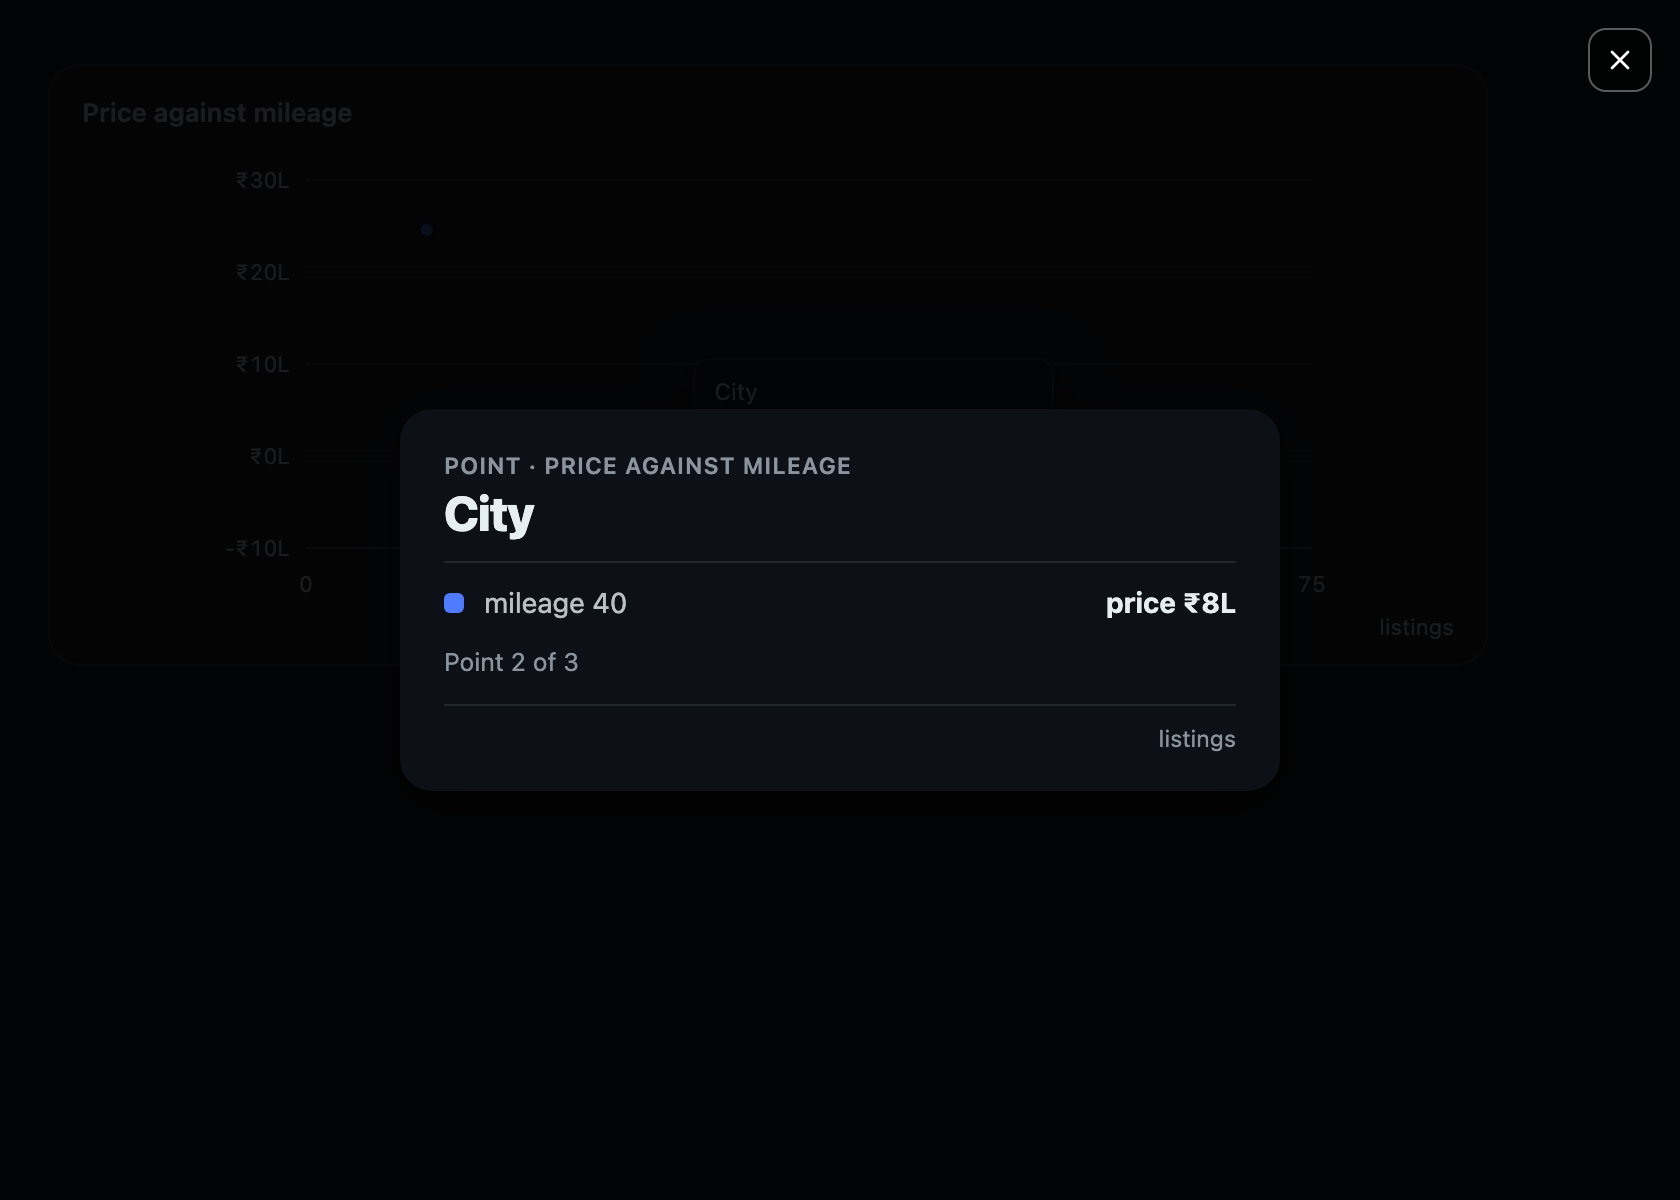 Price against mileage
₹30L
₹20L
₹10L
City
₹0L
-₹10L
0
75
listings
POINT · PRICE AGAINST MILEAGE
City
mileage 40
price ₹8L
Point 2 of 3
listings